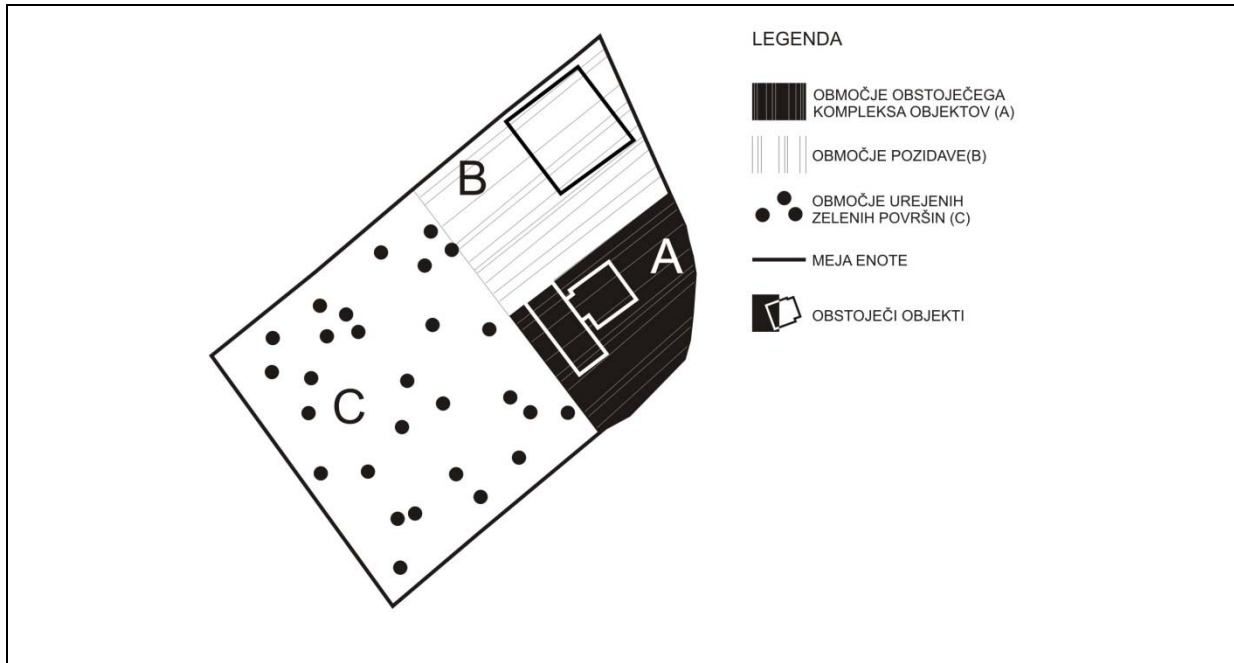 LEGENDA
OBMOČJE OBSTOJEČEGA
KOMPLEKSA OBJEKTOV (A)
OBMOČJE POZIDAVE(B)
OBMOČJE UREJENIH
ZELENIH POVRŠIN (C)
MEJA ENOTE
OBSTOJEČI OBJEKTI
B
A
C